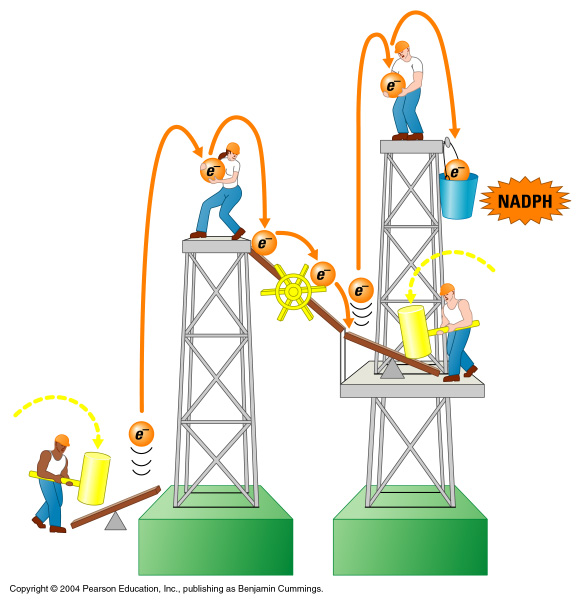 e–
e–
e–
e–
NADPH
e–
e–
e–
e–
Copyright © 2004 Pearson Education, Inc., publishing as Benjamin Cummings.